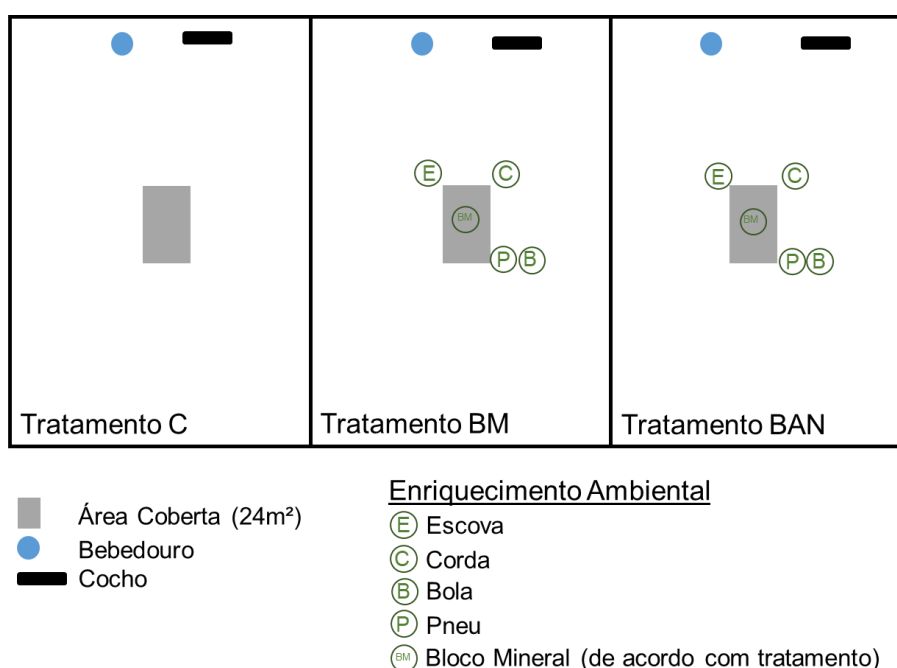 E
C
BM
P
B
E
C
BM
P
B
Tratamento C
Tratamento BM
Tratamento BAN
Área Coberta (24m²)
Bebedouro
Cocho
Enriquecimento Ambiental
E Escova
C Corda
B Bola
P Pneu
BM Bloco Mineral (de acordo com tratamento)